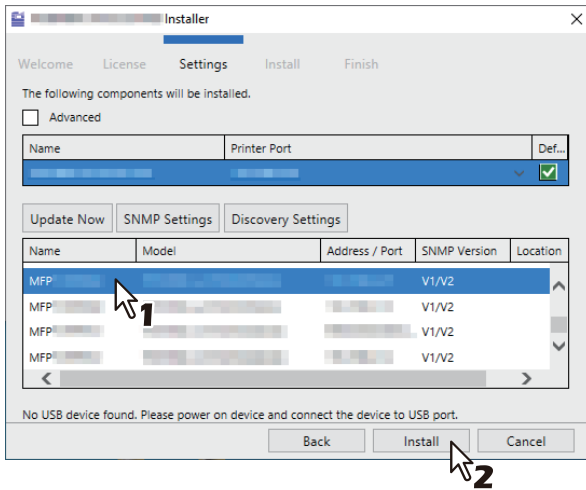 Installer
Welcome License Settings Install Finish
The following components will be installed.
Advanced
Name Printer Port Def...
Update Now SNMP Settings Discovery Settings
Name Model Address / Port SNMP Version Location
MFP V1/V2
1
MFP V1/V2
MFP V1/V2
MFP V1/V2
No USB device found. Please power on device and connect the device to USB port.
Back Install Cancel
2